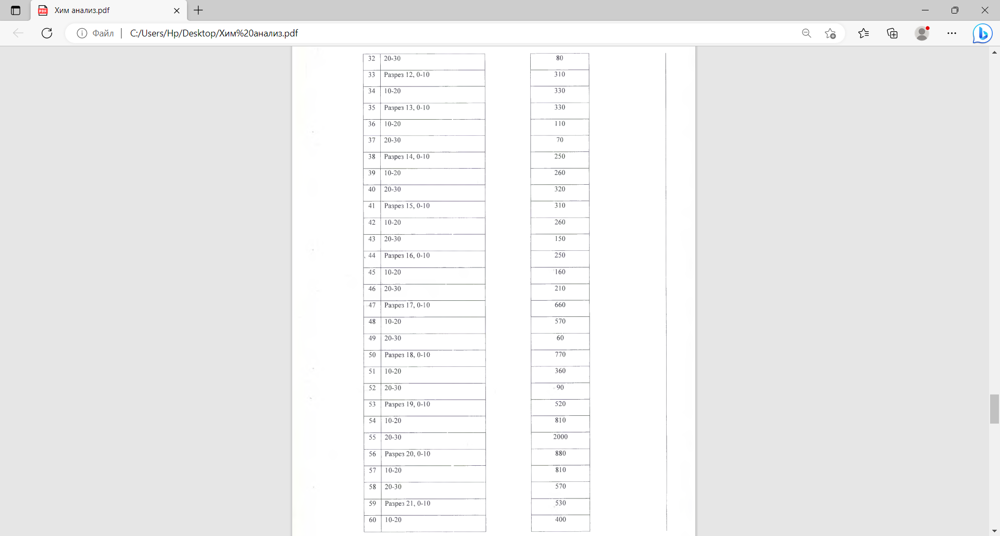 Хим анализ.pdf
Файл C:/Users/Hp/Desktop/Хим%20анализ.pdf
32 20-30 80
33 Разрез 12, 0-10 310
34 10-20 330
35 Разрез 13, 0-10 330
36 10-20 110
37 20-30 70
38 Разрез 14, 0-10 250
39 10-20 260
40 20-30 320
41 Разрез 15, 0-10 310
42 10-20 260
43 20-30 150
44 Разрез 16, 0-10 250
45 10-20 160
46 20-30 210
47 Разрез 17, 0-10 660
48 10-20 570
49 20-30 60
50 Разрез 18, 0-10 770
51 10-20 360
52 20-30 90
53 Разрез 19, 0-10 520
54 10-20 810
55 20-30 2000
56 Разрез 20, 0-10 880
57 10-20 810
58 20-30 570
59 Разрез 21, 0-10 530
60 10-20 400